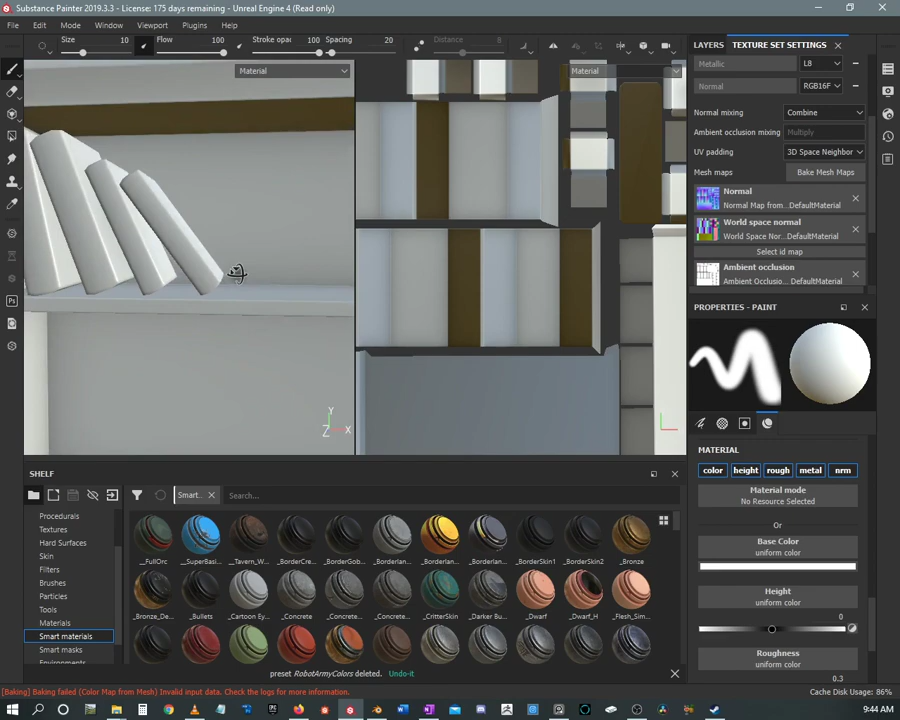 Substance Painter 2019.3.3 - License: 175 days remaining - Unreal Engine 4 (Read only)
File Edit Mode Window Viewport Plugins Help
Size 10 Flow 100 Stroke opa 100 Spacing 20 Distance 8
Material
Material
LAYERS TEXTURE SET SETTINGS
Metallic L8
Normal RGB16F
Normal mixing Combine
Ambient occlusion mixing Multiply
UV padding 3D Space Neighbor
Mesh maps Bake Mesh Maps
Normal
Normal Map from...DefaultMaterial
World space normal
World Space Nor...DefaultMaterial
Select id map
Ambient occlusion
Ambient Occlusio...DefaultMaterial
PROPERTIES - PAINT
Y
Z X
MATERIAL
color height rough metal nrm
Material mode
No Resource Selected
Or
Base Color
uniform color
Height
uniform color
0
Roughness
uniform color
0.3
SHELF
Smart.. Search...
Procedurals
Textures
Hard Surfaces
Skin
Filters
Brushes
Particles
Tools
Materials
Smart materials
Smart masks
Environments
__FullOrc __SuperBasi... __Tavern_W... _BorderCre... _BorderGob... _Borderlan... _Borderlan... _Borderlan... _BorderSkin1 _BorderSkin2 _Bronze
_Bronze_De... _Bullets _Cartoon Ey... _Concrete _Concrete... _Concrete... _CritterSkin _Darker Bu... _Dwarf _Dwarf_H _Flesh_Sim...
preset RobotArmyColors deleted. Undo-it
[Baking] Baking failed (Color Map from Mesh) Invalid input data. Check the logs for more information.
Cache Disk Usage: 86%
9:44 AM